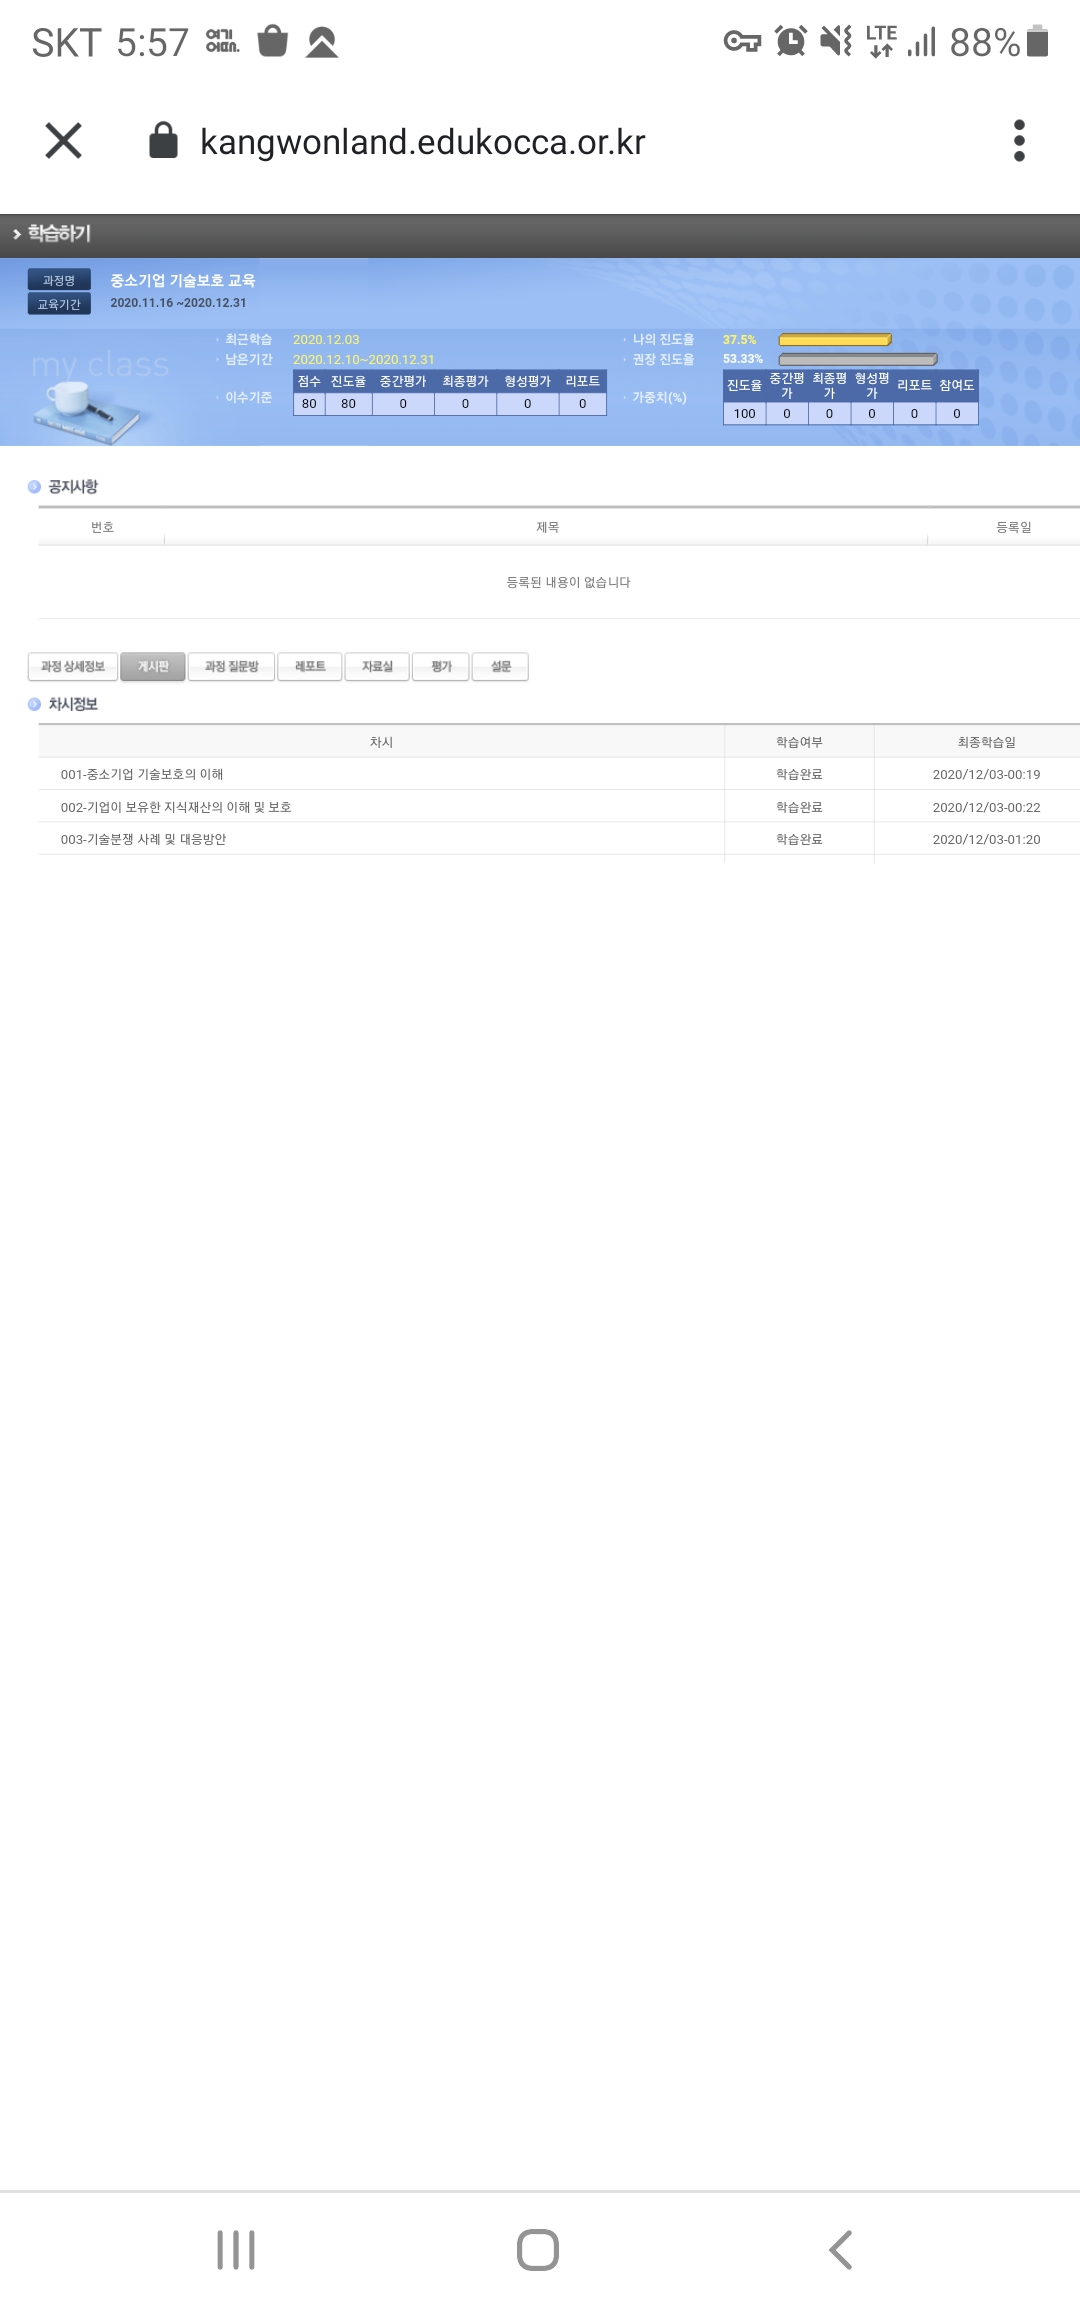 SKT 5:57 여기어때. LTE 88%
kangwonland.edukocca.or.kr
학습하기
과정명 중소기업 기술보호 교육
교육기간 2020.11.16 ~2020.12.31
my class
최근학습 2020.12.03
남은기간 2020.12.10~2020.12.31
이수기준
점수 진도율 중간평가 최종평가 형성평가 리포트
80 80 0 0 0 0
나의 진도율 37.5%
권장 진도율 53.33%
가중치(%)
진도율 중간평가 최종평가 형성평가 리포트 참여도
100 0 0 0 0 0
공지사항
번호 제목 등록일
등록된 내용이 없습니다
과정 상세정보 게시판 과정 질문방 레포트 자료실 평가 설문
차시정보
차시 학습여부 최종학습일
001-중소기업 기술보호의 이해 학습완료 2020/12/03-00:19
002-기업이 보유한 지식재산의 이해 및 보호 학습완료 2020/12/03-00:22
003-기술분쟁 사례 및 대응방안 학습완료 2020/12/03-01:20